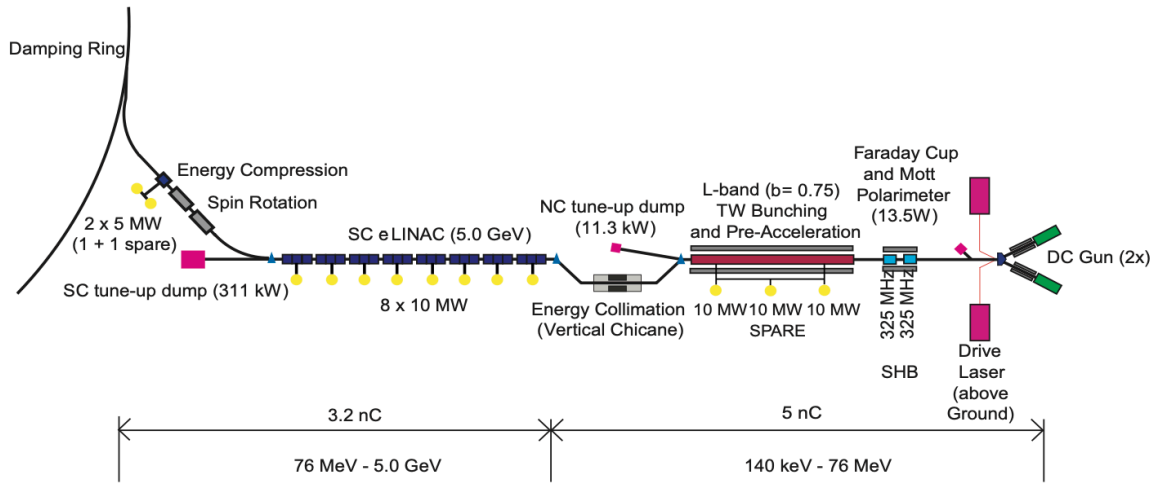 Damping Ring
Energy Compression
Spin Rotation
2 x 5 MW
(1 + 1 spare)
SC tune-up dump (311 kW)
SC eLINAC (5.0 GeV)
8 x 10 MW
NC tune-up dump
(11.3 kW)
Energy Collimation
(Vertical Chicane)
L-band (b= 0.75)
TW Bunching
and Pre-Acceleration
10 MW 10 MW 10 MW
SPARE
Faraday Cup
and Mott
Polarimeter
(13.5W)
325 MHz
325 MHz
SHB
DC Gun (2x)
Drive
Laser
(above
Ground)
3.2 nC
5 nC
76 MeV - 5.0 GeV
140 keV - 76 MeV